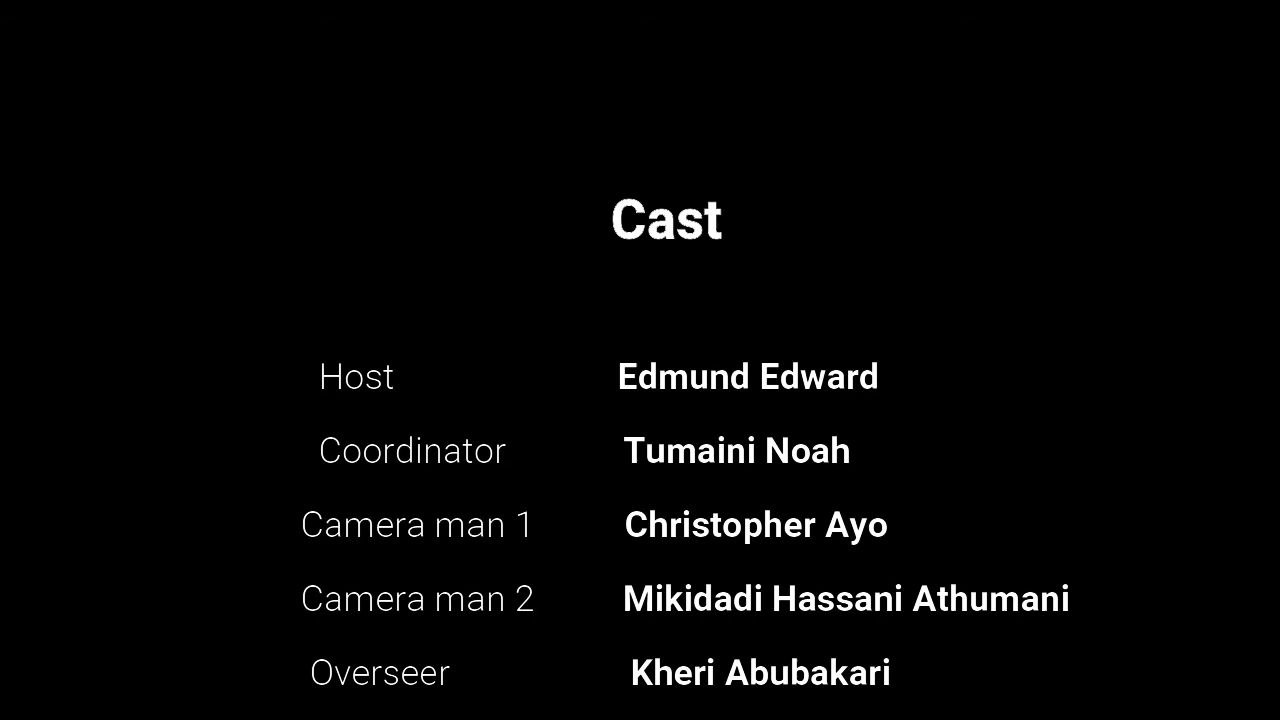 Cast
Host Edmund Edward
Coordinator Tumaini Noah
Camera man 1 Christopher Ayo
Camera man 2 Mikidadi Hassani Athumani
Overseer Kheri Abubakari